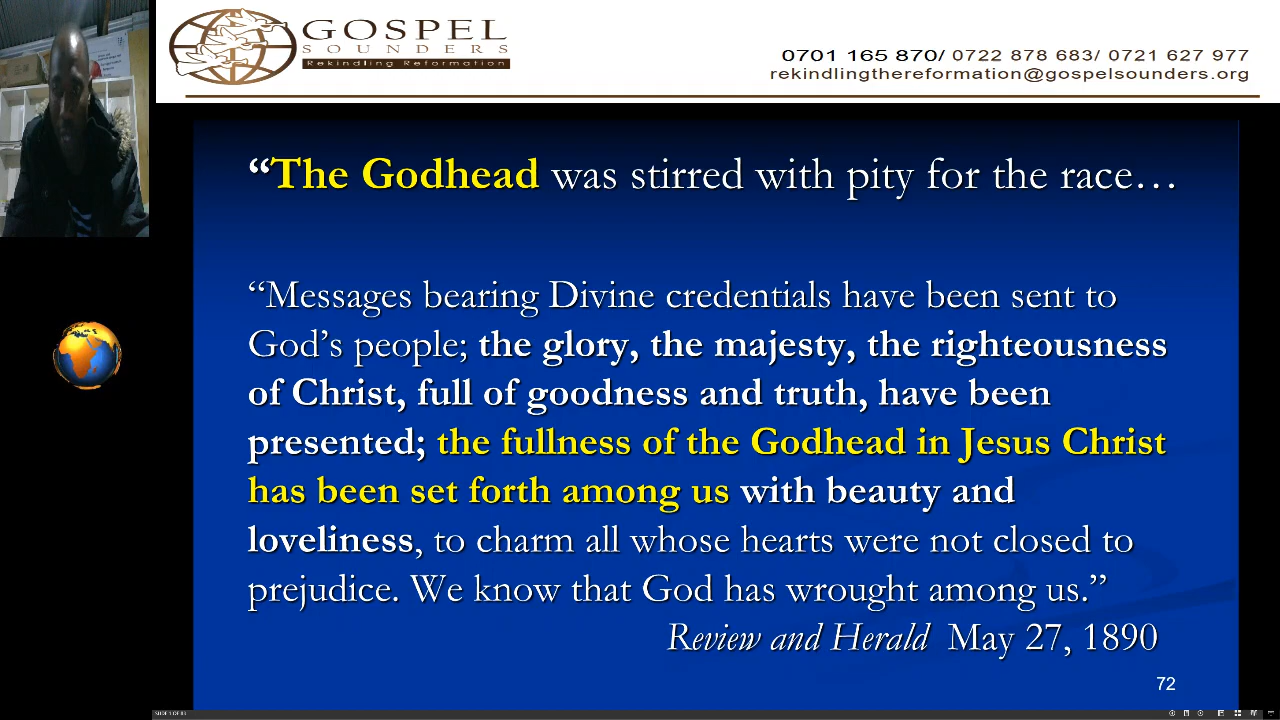 GOSPEL
SOUNDERS
Rekindling Reformation
0701 165 870/ 0722 878 683/ 0721 627 977
rekindlingthereformation@gospelsounders.org
“The Godhead was stirred with pity for the race…
“Messages bearing Divine credentials have been sent to
God’s people; the glory, the majesty, the righteousness
of Christ, full of goodness and truth, have been
presented; the fullness of the Godhead in Jesus Christ
has been set forth among us with beauty and
loveliness, to charm all whose hearts were not closed to
prejudice. We know that God has wrought among us.”
Review and Herald May 27, 1890
72